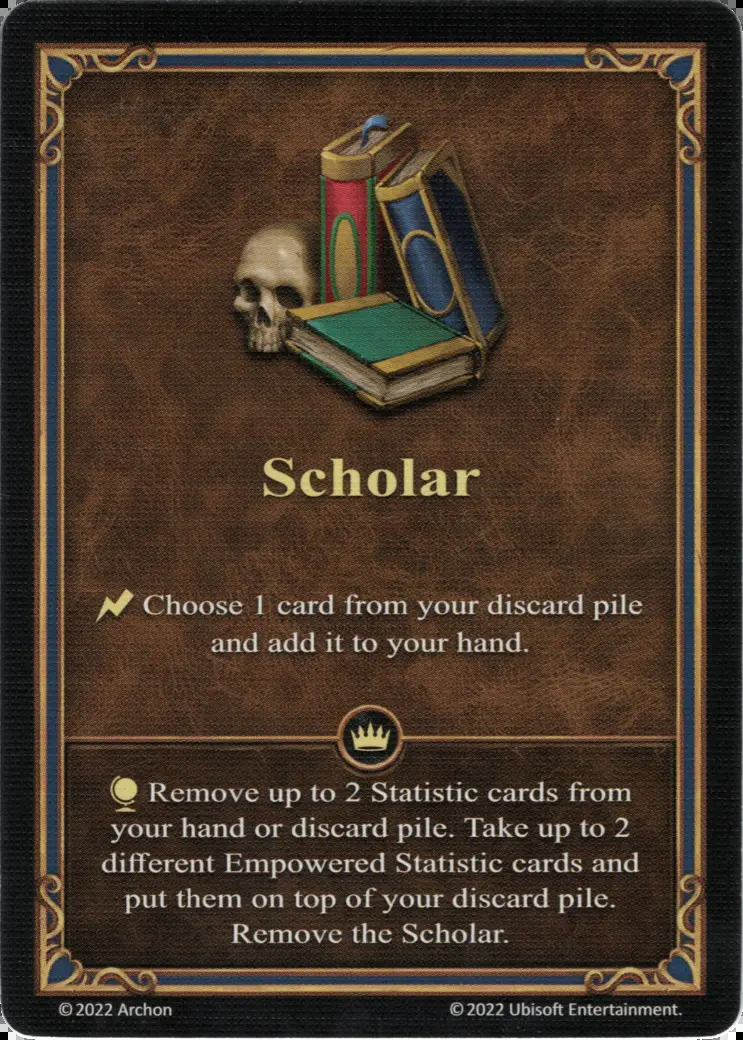 Scholar
Choose 1 card from your discard pile
and add it to your hand.
Remove up to 2 Statistic cards from
your hand or discard pile. Take up to 2
different Empowered Statistic cards and
put them on top of your discard pile.
Remove the Scholar.
© 2022 Archon © 2022 Ubisoft Entertainment.